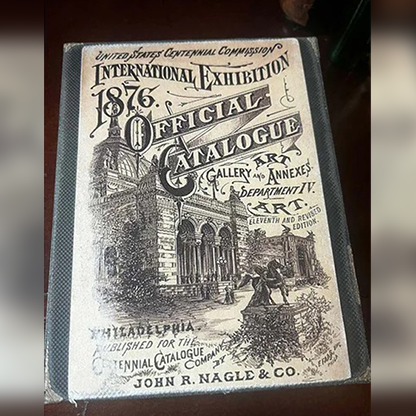 UNITED STATES CENTENNIAL COMMISSION
INTERNATIONAL EXHIBITION
1876.
OFFICIAL
CATALOGUE
ART
GALLERY AND ANNEXES
DEPARTMENT IV.
ART.
ELEVENTH AND REVISED
EDITION.
PHILADELPHIA.
PUBLISHED FOR THE
CENTENNIAL CATALOGUE COMPANY
BY
JOHN R. NAGLE & CO.